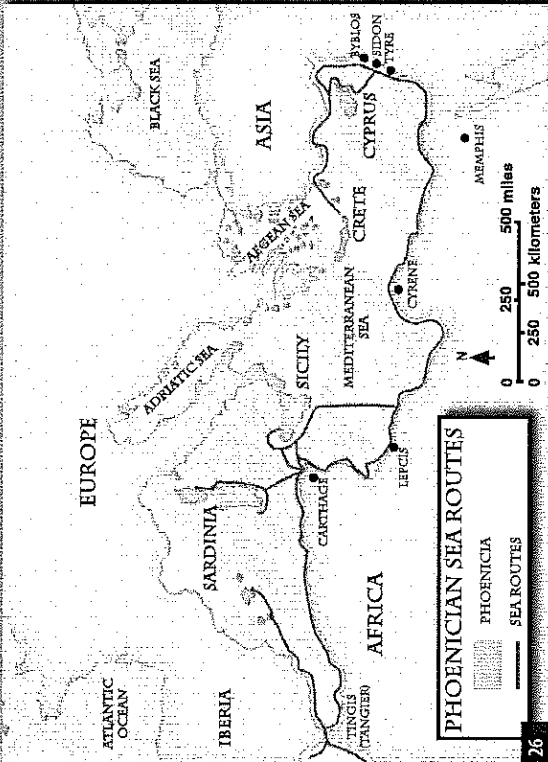 EUROPE
ATLANTIC
OCEAN
IBERIA
ADRIATIC SEA
BLACK SEA
ASIA
AEGEAN SEA
SARDINIA
SICILY
CRETE
CYPRUS
BYBLOS
SIDON
TYRE
MEDITERRANEAN
SEA
CARTHAGE
LEPCIS
CYRENE
MEMPHIS
AFRICA
TINGIS
(TANGIER)
N
0 250 500 miles
0 250 500 kilometers
PHOENICIAN SEA ROUTES
PHOENICIA
SEA ROUTES
26